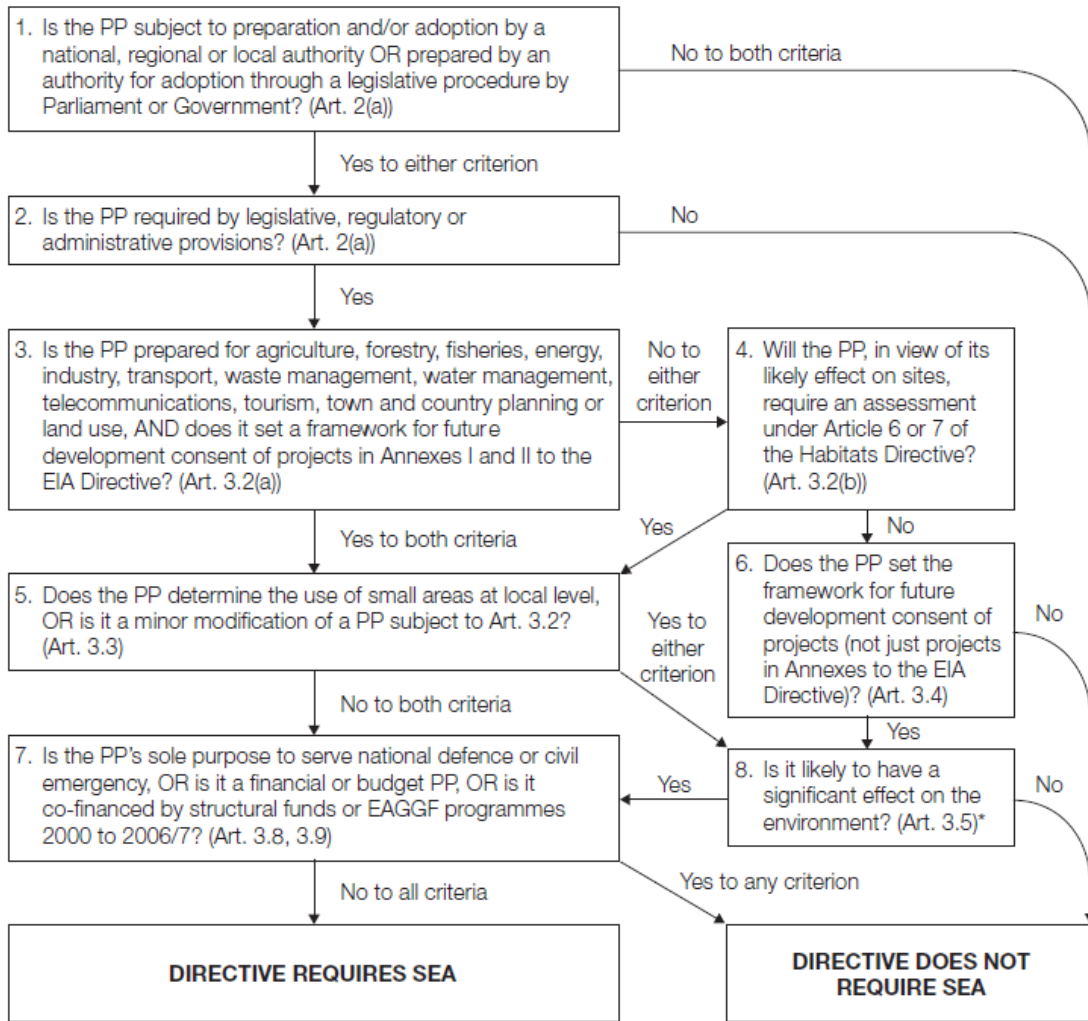 1. Is the PP subject to preparation and/or adoption by a
national, regional or local authority OR prepared by an
authority for adoption through a legislative procedure by
Parliament or Government? (Art. 2(a))
No to both criteria
Yes to either criterion
2. Is the PP required by legislative, regulatory or
administrative provisions? (Art. 2(a))
No
Yes
3. Is the PP prepared for agriculture, forestry, fisheries, energy,
industry, transport, waste management, water management,
telecommunications, tourism, town and country planning or
land use, AND does it set a framework for future
development consent of projects in Annexes I and II to the
EIA Directive? (Art. 3.2(a))
No to
either
criterion
4. Will the PP, in view of its
likely effect on sites,
require an assessment
under Article 6 or 7 of
the Habitats Directive?
(Art. 3.2(b))
Yes to both criteria
Yes
No
5. Does the PP determine the use of small areas at local level,
OR is it a minor modification of a PP subject to Art. 3.2?
(Art. 3.3)
Yes to
either
criterion
6. Does the PP set the
framework for future
development consent of
projects (not just projects
in Annexes to the EIA
Directive)? (Art. 3.4)
No
No to both criteria
Yes
7. Is the PP's sole purpose to serve national defence or civil
emergency, OR is it a financial or budget PP, OR is it
co-financed by structural funds or EAGGF programmes
2000 to 2006/7? (Art. 3.8, 3.9)
Yes
8. Is it likely to have a
significant effect on the
environment? (Art. 3.5)*
No
No to all criteria
Yes to any criterion
DIRECTIVE REQUIRES SEA
DIRECTIVE DOES NOT
REQUIRE SEA